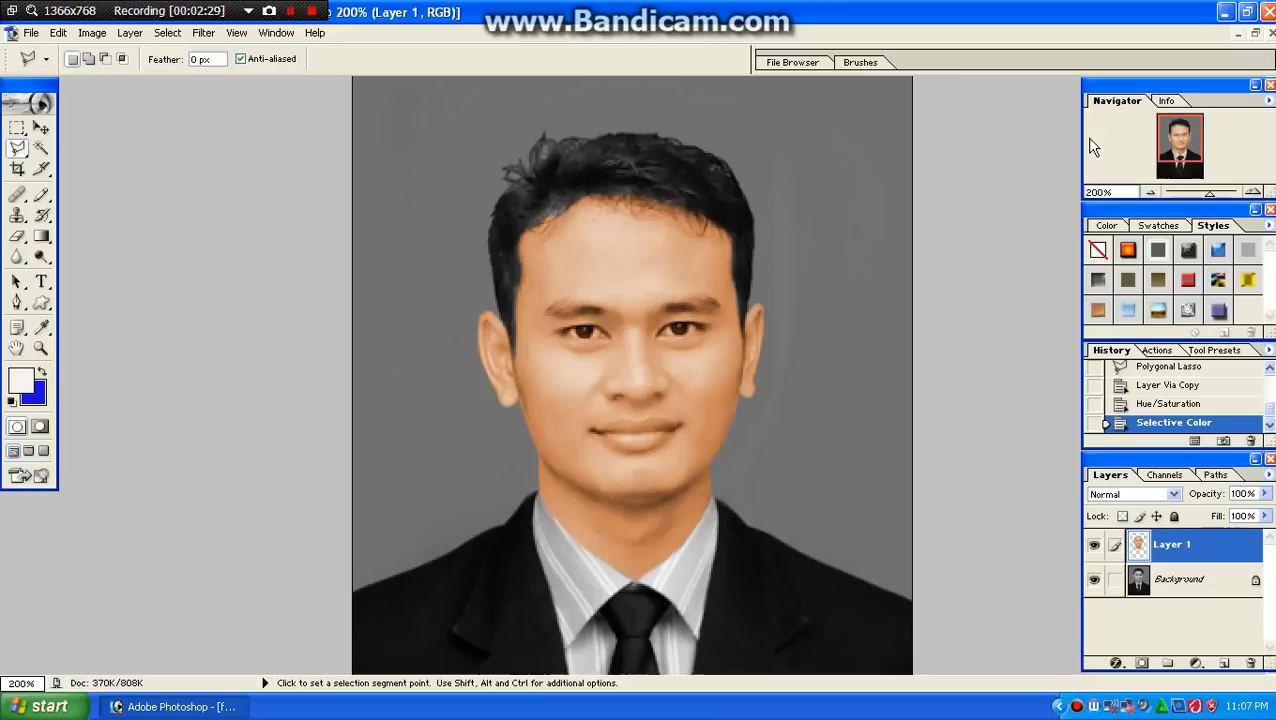 1366x768 Recording [00:02:29]
200% (Layer 1, RGB)]
www.Bandicam.com
File Edit Image Layer Select Filter View Window Help
Feather: 0 px Anti-aliased
File Browser Brushes
Navigator Info
200%
Color Swatches Styles
History Actions Tool Presets
Polygonal Lasso
Layer Via Copy
Hue/Saturation
Selective Color
Layers Channels Paths
Normal Opacity: 100%
Lock: Fill: 100%
Layer 1
Background
200% Doc: 370K/808K Click to set a selection segment point. Use Shift, Alt and Ctrl for additional options.
start Adobe Photoshop - [F... 11:07 PM